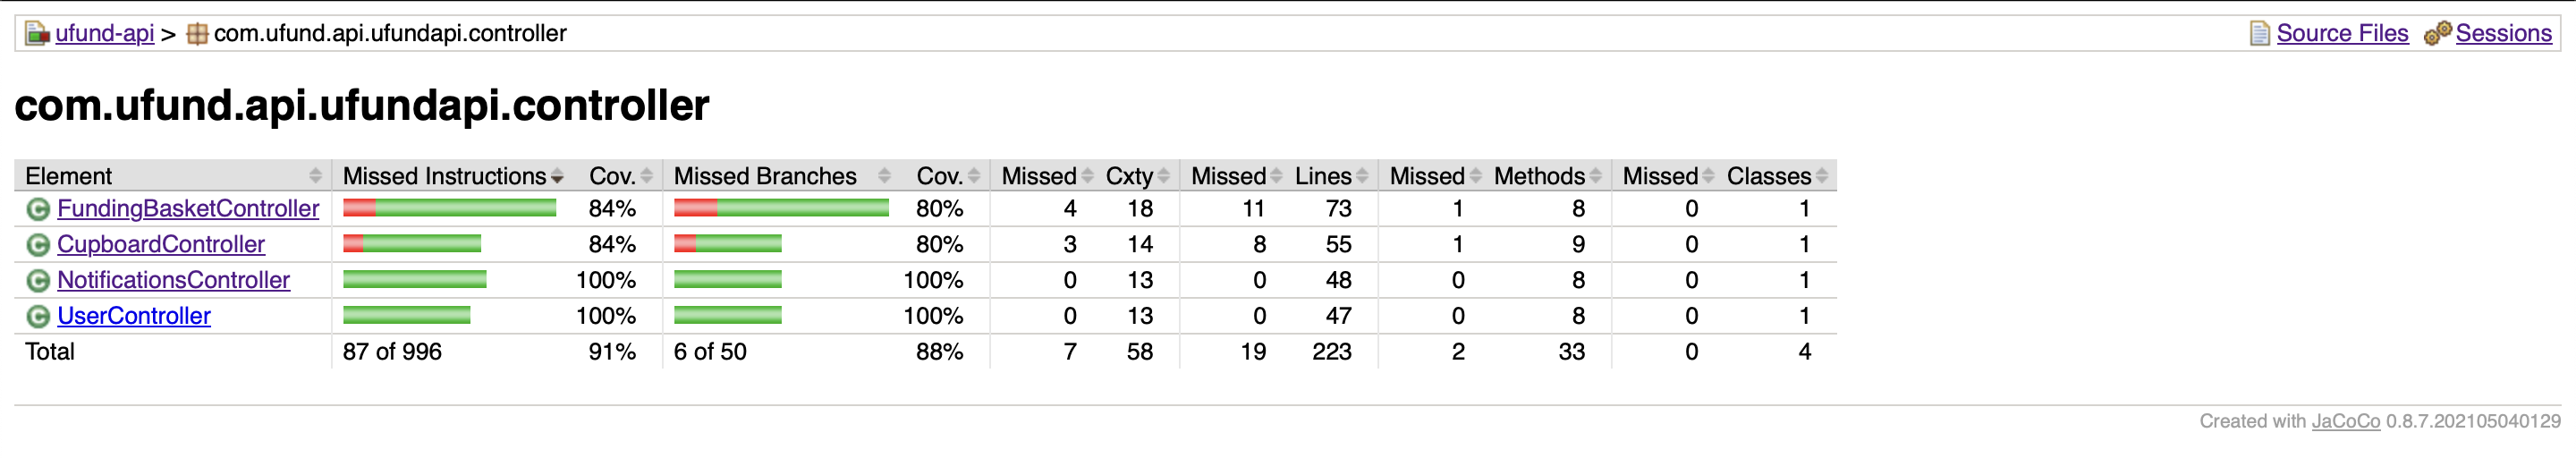 ufund-api > com.ufund.api.ufundapi.controller Source Files Sessions
com.ufund.api.ufundapi.controller
Element Missed Instructions Cov. Missed Branches Cov. Missed Cxty Missed Lines Missed Methods Missed Classes
FundingBasketController 84% 80% 4 18 11 73 1 8 0 1
CupboardController 84% 80% 3 14 8 55 1 9 0 1
NotificationsController 100% 100% 0 13 0 48 0 8 0 1
UserController 100% 100% 0 13 0 47 0 8 0 1
Total 87 of 996 91% 6 of 50 88% 7 58 19 223 2 33 0 4
Created with JaCoCo 0.8.7.202105040129